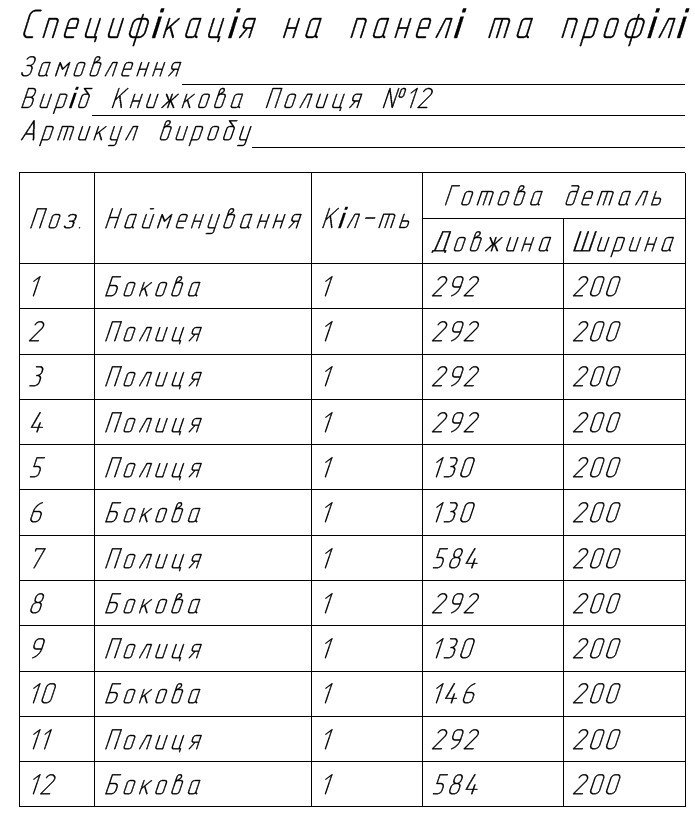 Специфікація на панелі та профілі
Замовлення
Виріб Книжкова Полиця №12
Артикул виробу
Поз. Найменування Кіл-ть Готова деталь
Довжина Ширина
1 Бокова 1 292 200
2 Полиця 1 292 200
3 Полиця 1 292 200
4 Полиця 1 292 200
5 Полиця 1 130 200
6 Бокова 1 130 200
7 Полиця 1 584 200
8 Бокова 1 292 200
9 Полиця 1 130 200
10 Бокова 1 146 200
11 Полиця 1 292 200
12 Бокова 1 584 200